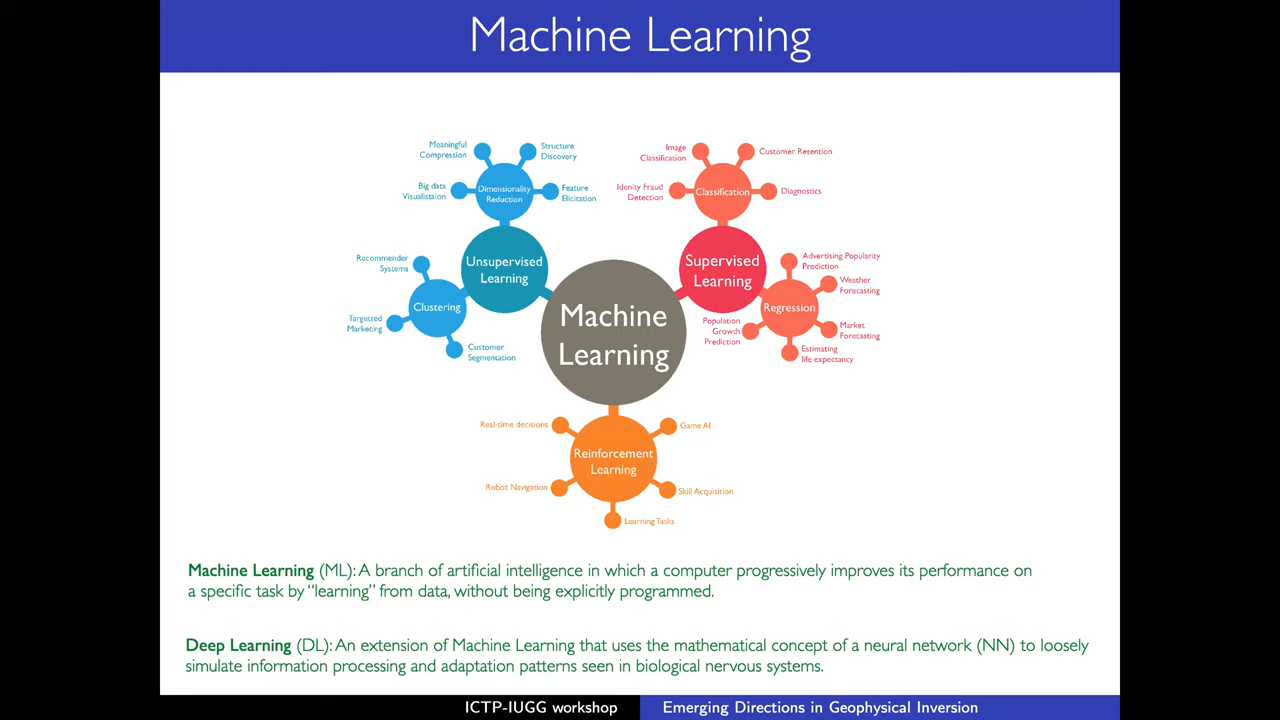 Machine Learning
Meaningful
Compression
Structure
Discovery
Big data
Visualistaion
Dimensionality
Reduction
Feature
Elicitation
Unsupervised
Learning
Recommender
Systems
Clustering
Targetted
Marketing
Customer
Segmentation
Image
Classification
Customer Retention
Idenity Fraud
Detection
Classification
Diagnostics
Supervised
Learning
Advertising Popularity
Prediction
Weather
Forecasting
Regression
Population
Growth
Prediction
Market
Forecasting
Estimating
life expectancy
Machine
Learning
Real-time decisions
Game AI
Reinforcement
Learning
Robot Navigation
Skill Acquisition
Learning Tasks
Machine Learning (ML): A branch of artificial intelligence in which a computer progressively improves its performance on
a specific task by “learning” from data, without being explicitly programmed.
Deep Learning (DL): An extension of Machine Learning that uses the mathematical concept of a neural network (NN) to loosely
simulate information processing and adaptation patterns seen in biological nervous systems.
ICTP-IUGG workshop
Emerging Directions in Geophysical Inversion